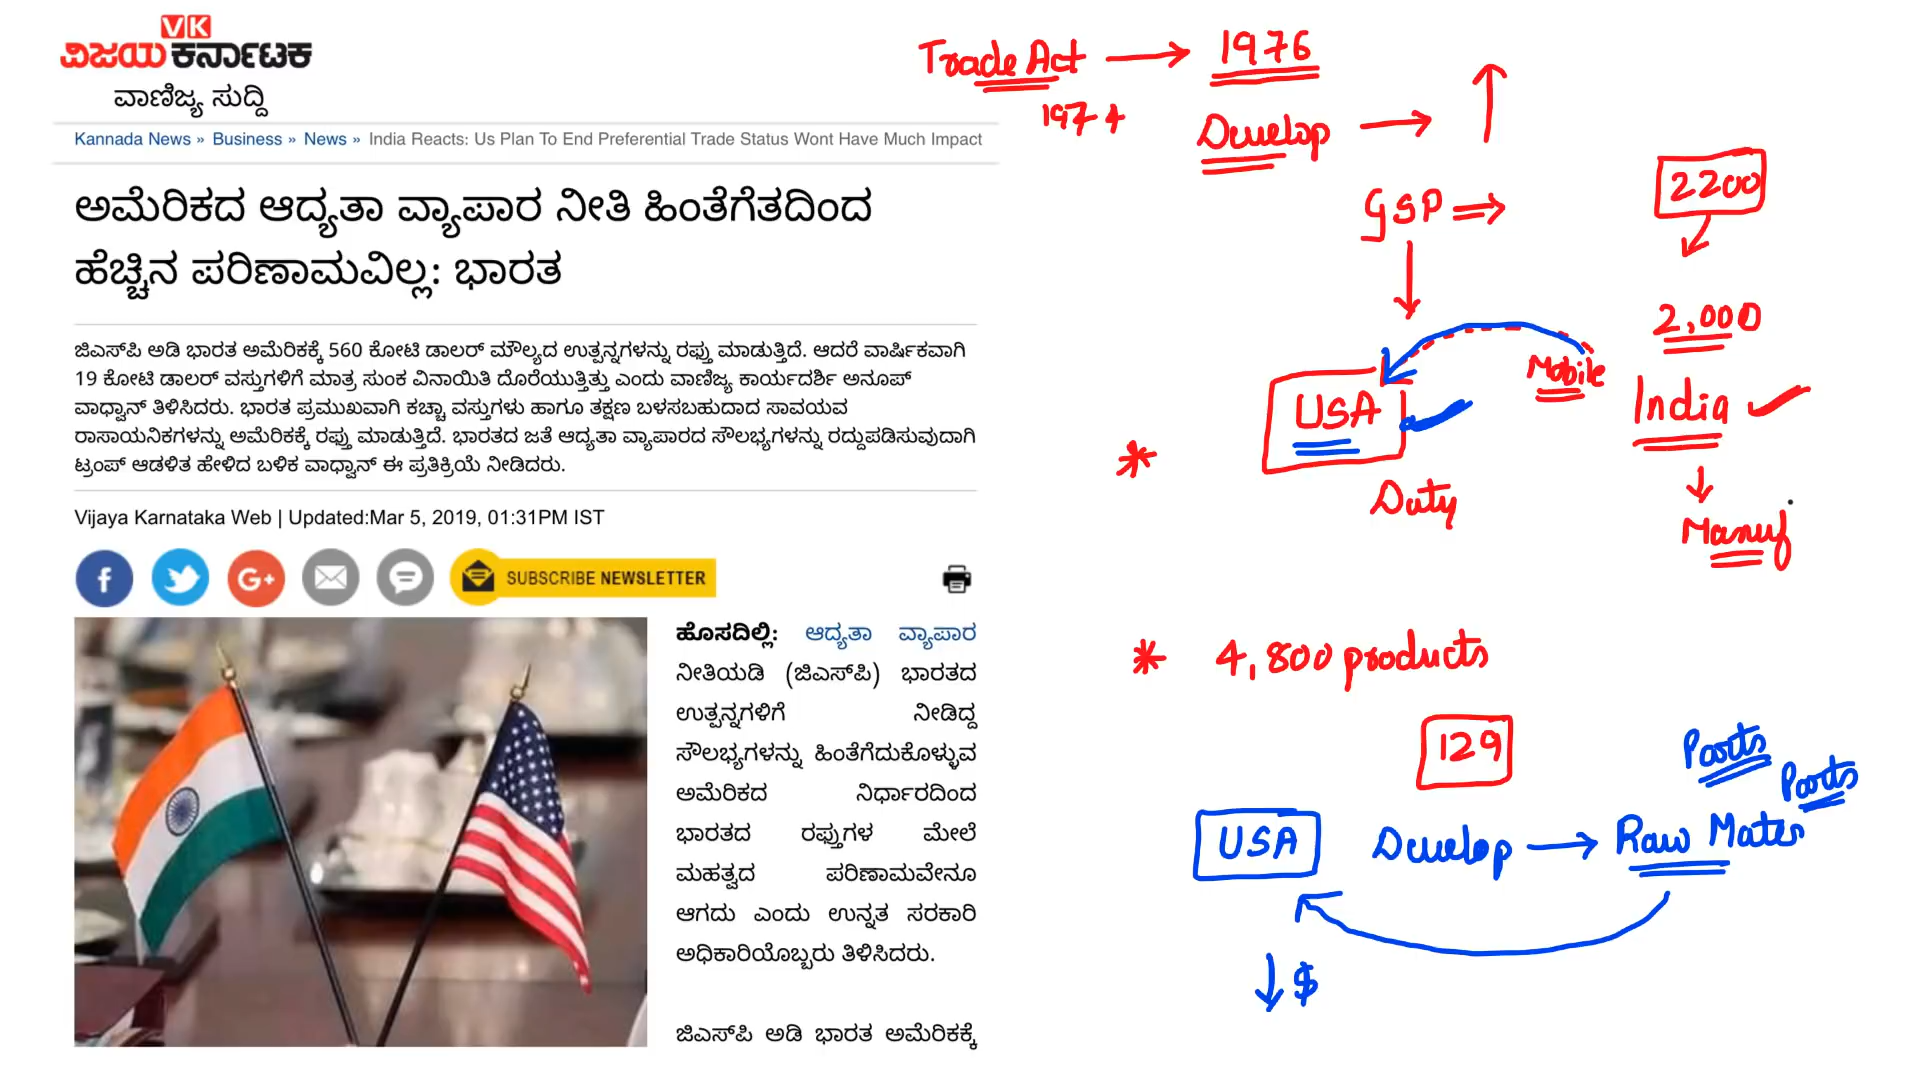 VK
ವಿಜಯ ಕರ್ನಾಟಕ
ವಾಣಿಜ್ಯ ಸುದ್ದಿ
Kannada News » Business » News » India Reacts: Us Plan To End Preferential Trade Status Wont Have Much Impact
ಅಮೆರಿಕದ ಆದ್ಯತಾ ವ್ಯಾಪಾರ ನೀತಿ ಹಿಂತೆಗೆತದಿಂದ
ಹೆಚ್ಚಿನ ಪರಿಣಾಮವಿಲ್ಲ: ಭಾರತ
ಜಿಎಸ್‌ಪಿ ಅಡಿ ಭಾರತ ಅಮೆರಿಕಕ್ಕೆ 560 ಕೋಟಿ ಡಾಲರ್ ಮೌಲ್ಯದ ಉತ್ಪನ್ನಗಳನ್ನು ರಫ್ತು ಮಾಡುತ್ತಿದೆ. ಆದರೆ ವಾರ್ಷಿಕವಾಗಿ
19 ಕೋಟಿ ಡಾಲರ್ ವಸ್ತುಗಳಿಗೆ ಮಾತ್ರ ಸುಂಕ ವಿನಾಯಿತಿ ದೊರೆಯುತ್ತಿತ್ತು ಎಂದು ವಾಣಿಜ್ಯ ಕಾರ್ಯದರ್ಶಿ ಅನೂಪ್
ವಾಧ್ವಾನ್ ತಿಳಿಸಿದರು. ಭಾರತ ಪ್ರಮುಖವಾಗಿ ಕಚ್ಚಾ ವಸ್ತುಗಳು ಹಾಗೂ ತಕ್ಷಣ ಬಳಸಬಹುದಾದ ಸಾವಯವ
ರಾಸಾಯನಿಕಗಳನ್ನು ಅಮೆರಿಕಕ್ಕೆ ರಫ್ತು ಮಾಡುತ್ತಿದೆ. ಭಾರತದ ಜತೆ ಆದ್ಯತಾ ವ್ಯಾಪಾರದ ಸೌಲಭ್ಯಗಳನ್ನು ರದ್ದುಪಡಿಸುವುದಾಗಿ
ಟ್ರಂಪ್ ಆಡಳಿತ ಹೇಳಿದ ಬಳಿಕ ವಾಧ್ವಾನ್ ಈ ಪ್ರತಿಕ್ರಿಯೆ ನೀಡಿದರು.
Vijaya Karnataka Web | Updated:Mar 5, 2019, 01:31PM IST
SUBSCRIBE NEWSLETTER
ಹೊಸದಿಲ್ಲಿ: ಆದ್ಯತಾ ವ್ಯಾಪಾರ
ನೀತಿಯಡಿ (ಜಿಎಸ್‌ಪಿ) ಭಾರತದ
ಉತ್ಪನ್ನಗಳಿಗೆ ನೀಡಿದ್ದ
ಸೌಲಭ್ಯಗಳನ್ನು ಹಿಂತೆಗೆದುಕೊಳ್ಳುವ
ಅಮೆರಿಕದ ನಿರ್ಧಾರದಿಂದ
ಭಾರತದ ರಫ್ತುಗಳ ಮೇಲೆ
ಮಹತ್ವದ ಪರಿಣಾಮವೇನೂ
ಆಗದು ಎಂದು ಉನ್ನತ ಸರಕಾರಿ
ಅಧಿಕಾರಿಯೊಬ್ಬರು ತಿಳಿಸಿದರು.
ಜಿಎಸ್‌ಪಿ ಅಡಿ ಭಾರತ ಅಮೆರಿಕಕ್ಕೆ
Trade Act → 1976
1974
Develop →
GSP ⇒
2200
2,000
Mobile
USA
India
*
Duty
Manuf
* 4,800 products
129
Parts
Parts
USA Develop → Raw Mater
↓ $